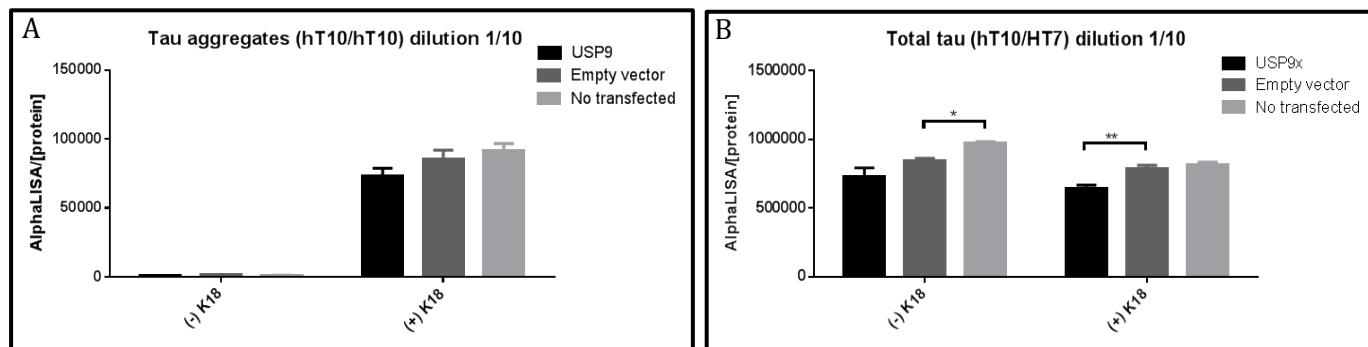 A
Tau aggregates (hT10/hT10) dilution 1/10
USP9
Empty vector
No transfected
AlphaLISA/[protein]
150000
100000
50000
0
(-) K18
(+) K18
B
Total tau (hT10/HT7) dilution 1/10
USP9x
Empty vector
No transfected
AlphaLISA/[protein]
1500000
1000000
500000
0
*
**
(-) K18
(+) K18